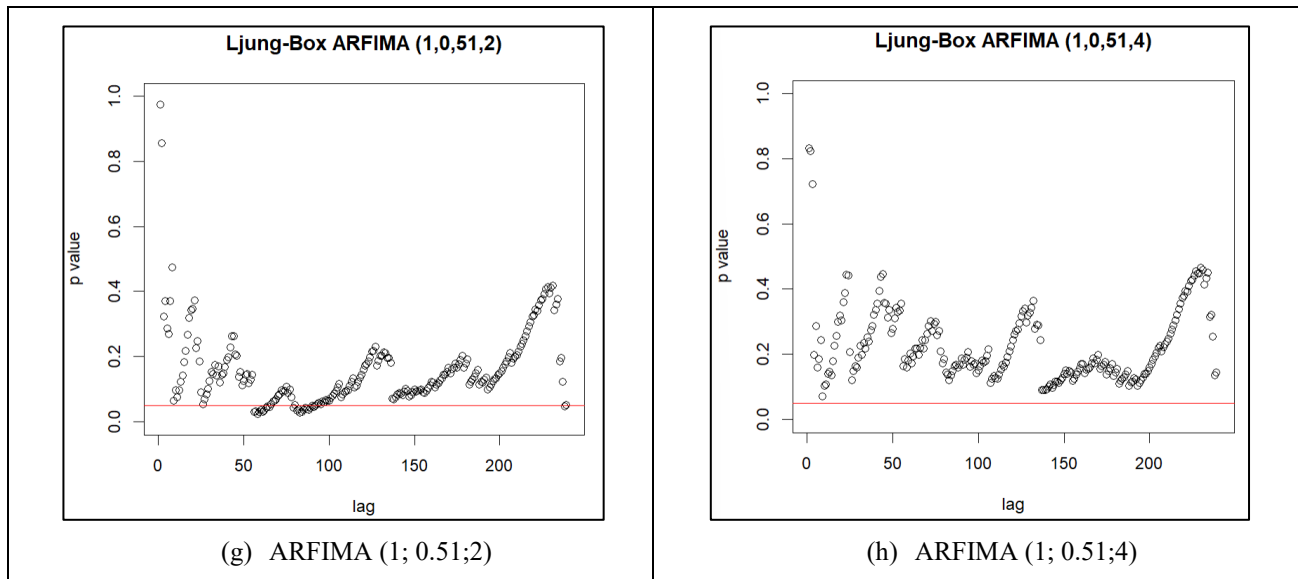 Ljung-Box ARFIMA (1,0,51,2)
p value
1.0
0.8
0.6
0.4
0.2
0.0
0 50 100 150 200
lag
(g) ARFIMA (1; 0.51;2)
Ljung-Box ARFIMA (1,0,51,4)
p value
1.0
0.8
0.6
0.4
0.2
0.0
0 50 100 150 200
lag
(h) ARFIMA (1; 0.51;4)